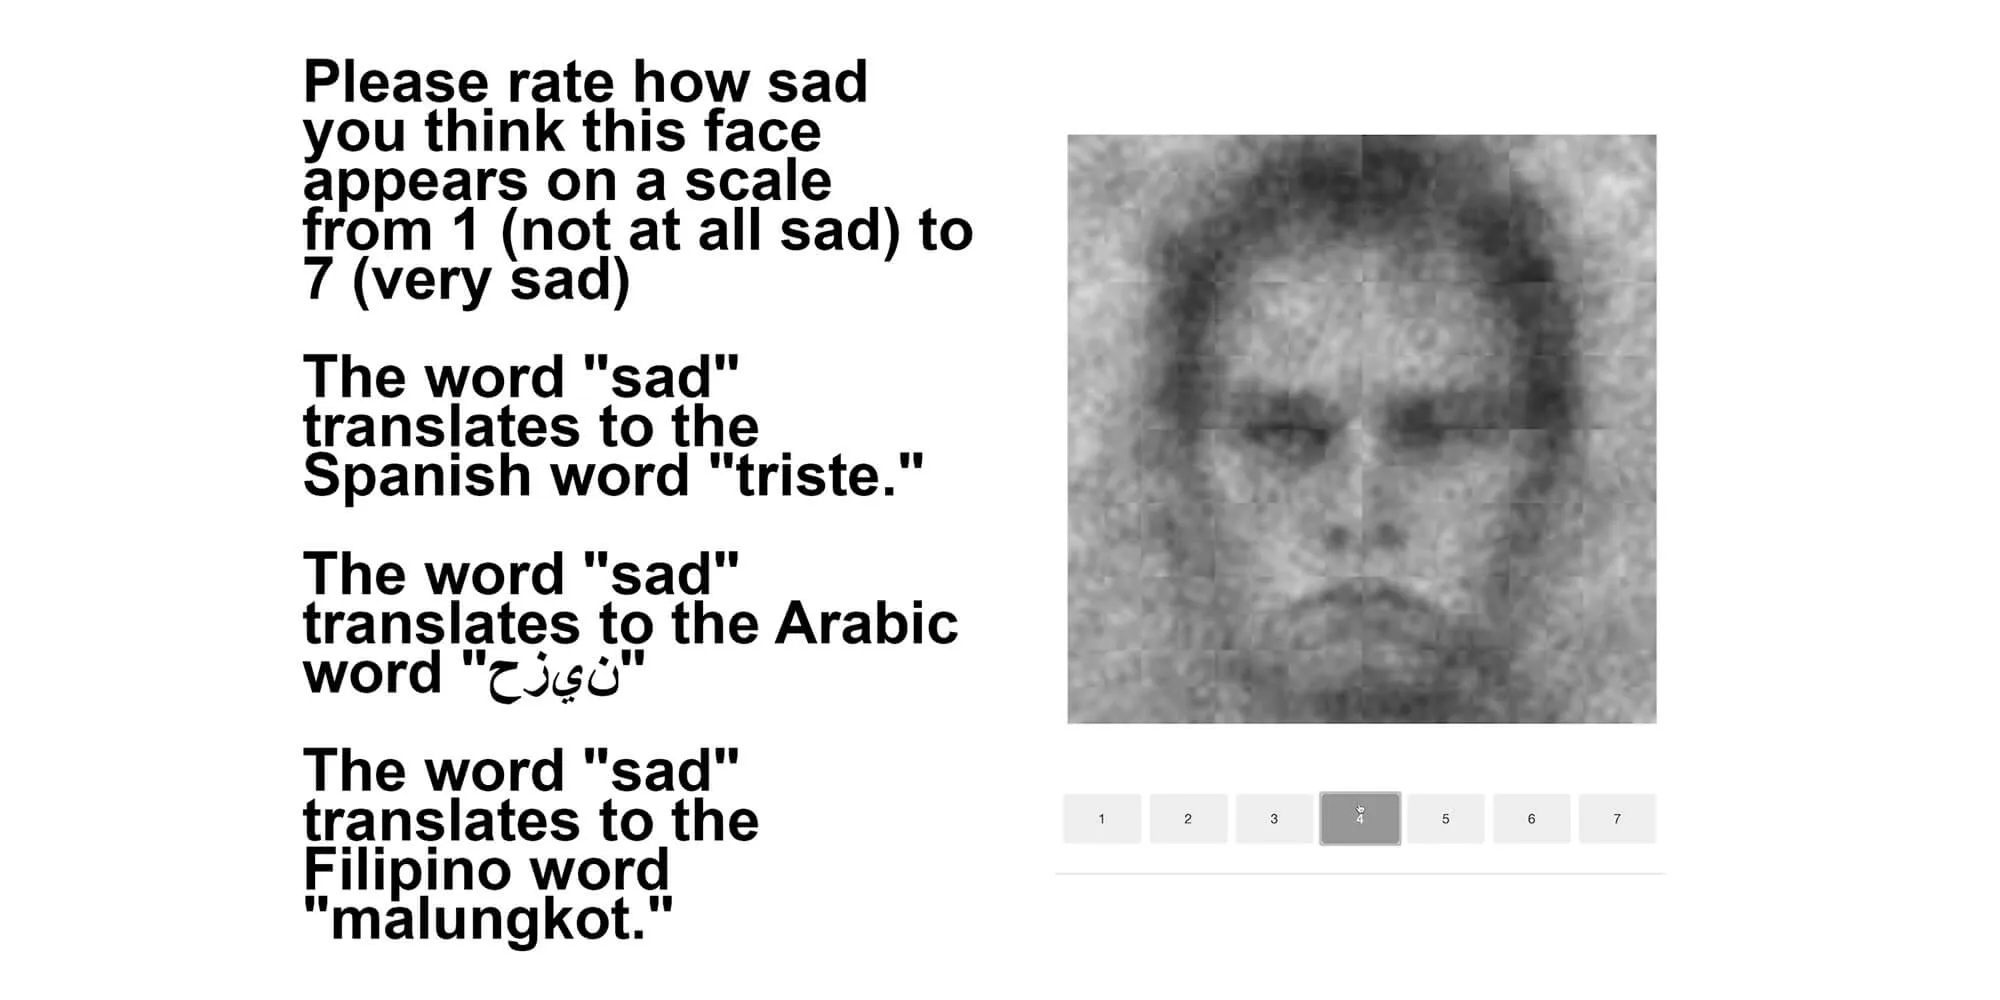 Please rate how sad
you think this face
appears on a scale
from 1 (not at all sad) to
7 (very sad)
The word "sad"
translates to the
Spanish word "triste."
The word "sad"
translates to the Arabic
word "نيزح"
The word "sad"
translates to the
Filipino word
"malungkot."
1 2 3 4 5 6 7